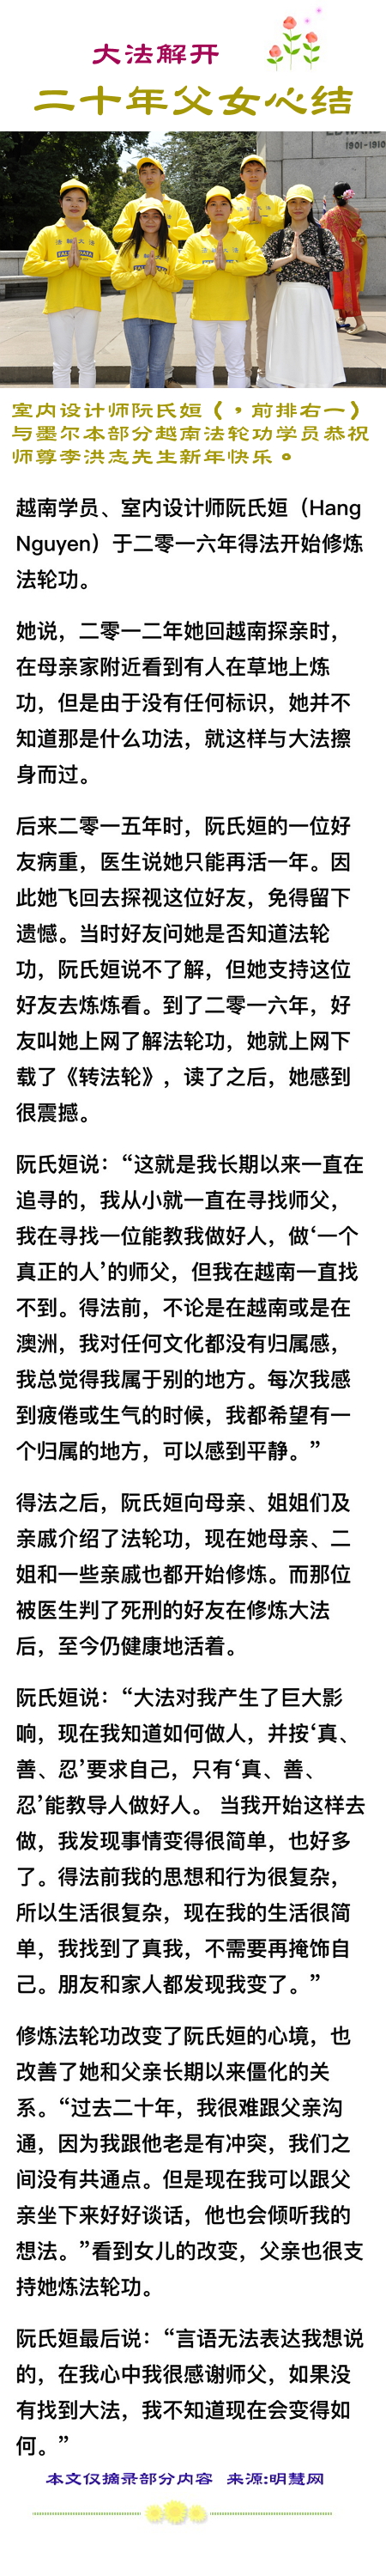 大法解开
二十年父女心结
1901-1910
法轮大法
FALUN DAFA
室内设计师阮氏姮（，前排右一）
与墨尔本部分越南法轮功学员恭祝
师尊李洪志先生新年快乐。
越南学员、室内设计师阮氏姮（Hang
Nguyen）于二零一六年得法开始修炼
法轮功。
她说，二零一二年她回越南探亲时，
在母亲家附近看到有人在草地上炼
功，但是由于没有任何标识，她并不
知道那是什么功法，就这样与大法擦
身而过。
后来二零一五年时，阮氏姮的一位好
友病重，医生说她只能再活一年。因
此她飞回去探视这位好友，免得留下
遗憾。当时好友问她是否知道法轮
功，阮氏姮说不了解，但她支持这位
好友去炼炼看。到了二零一六年，好
友叫她上网了解法轮功，她就上网下
载了《转法轮》，读了之后，她感到
很震撼。
阮氏姮说：“这就是我长期以来一直在
追寻的，我从小就一直在寻找师父，
我在寻找一位能教我做好人，做‘一个
真正的人’的师父，但我在越南一直找
不到。得法前，不论是在越南或是在
澳洲，我对任何文化都没有归属感，
我总觉得我属于别的地方。每次我感
到疲倦或生气的时候，我都希望有一
个归属的地方，可以感到平静。”
得法之后，阮氏姮向母亲、姐姐们及
亲戚介绍了法轮功，现在她母亲、二
姐和一些亲戚也都开始修炼。而那位
被医生判了死刑的好友在修炼大法
后，至今仍健康地活着。
阮氏姮说：“大法对我产生了巨大影
响，现在我知道如何做人，并按‘真、
善、忍’要求自己，只有‘真、善、
忍’能教导人做好人。 当我开始这样去
做，我发现事情变得很简单，也好多
了。得法前我的思想和行为很复杂，
所以生活很复杂，现在我的生活很简
单，我找到了真我，不需要再掩饰自
己。朋友和家人都发现我变了。”
修炼法轮功改变了阮氏姮的心境，也
改善了她和父亲长期以来僵化的关
系。“过去二十年，我很难跟父亲沟
通，因为我跟他老是有冲突，我们之
间没有共通点。但是现在我可以跟父
亲坐下来好好谈话，他也会倾听我的
想法。”看到女儿的改变，父亲也很支
持她炼法轮功。
阮氏姮最后说：“言语无法表达我想说
的，在我心中我很感谢师父，如果没
有找到大法，我不知道现在会变得如
何。”
本文仅摘录部分内容 来源:明慧网